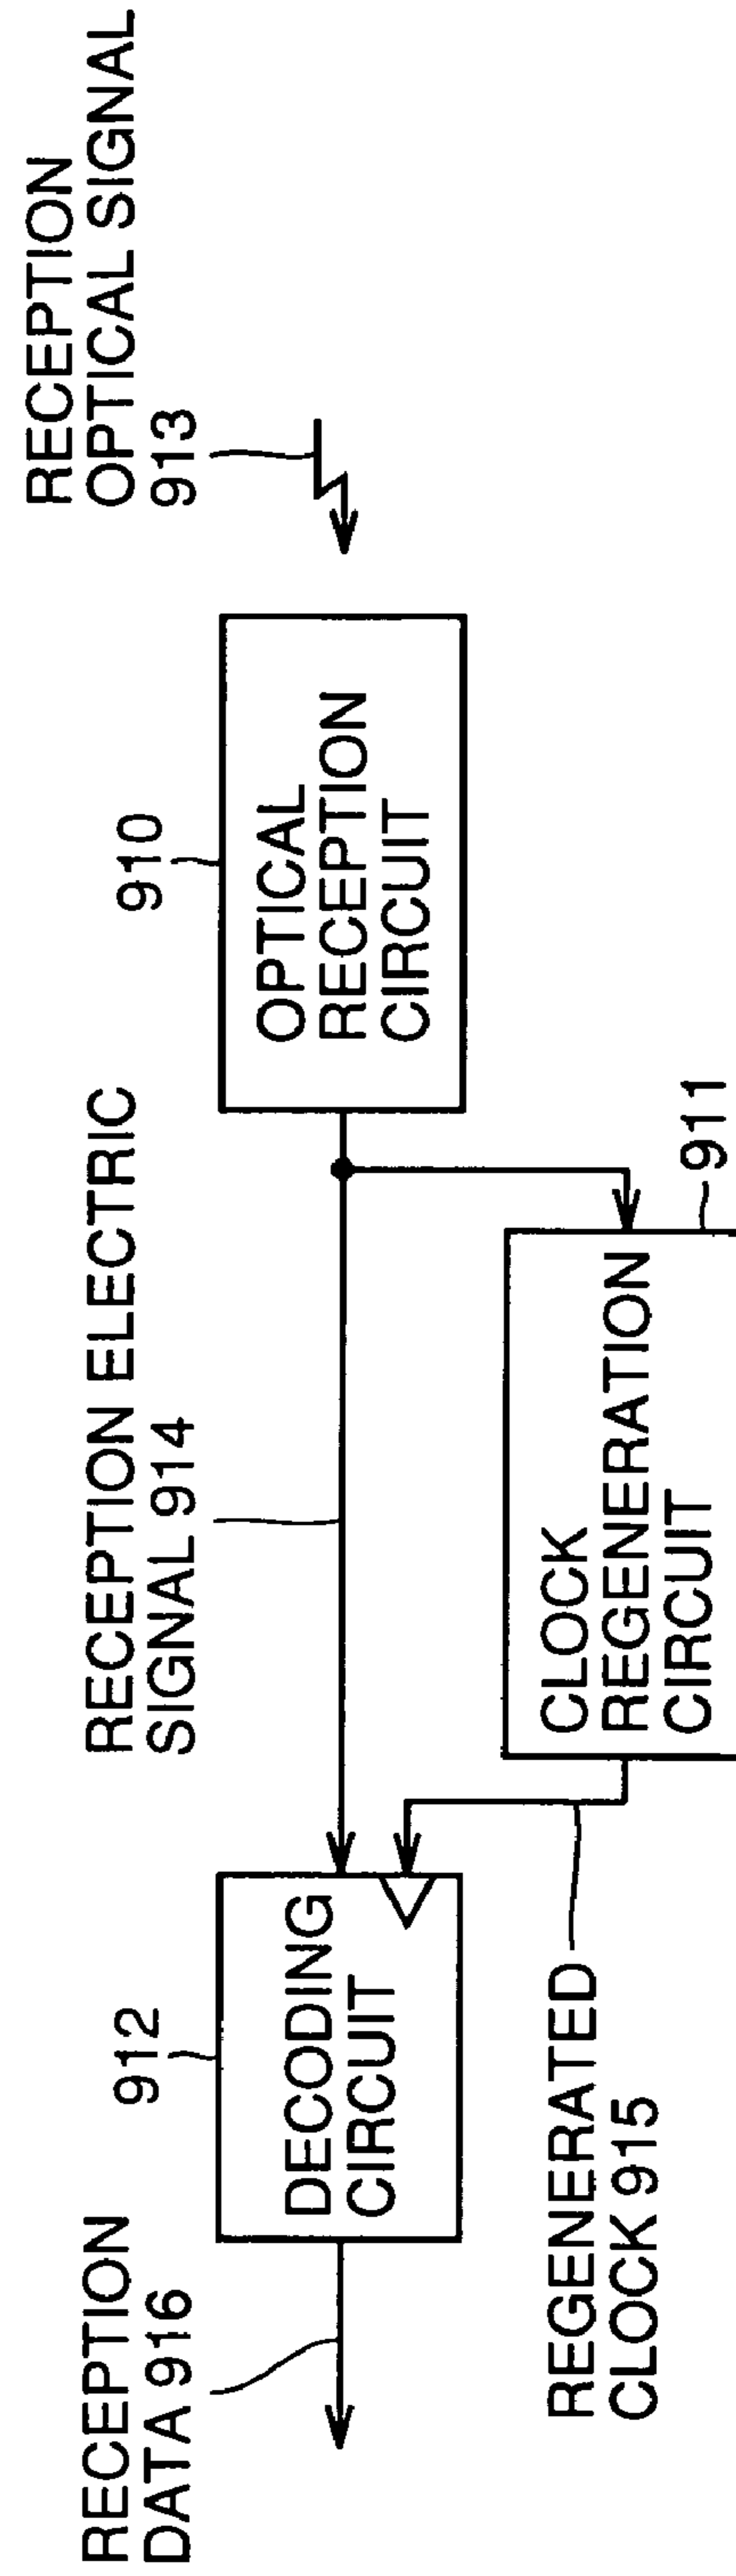 RECEPTION
DATA 916
912
DECODING
CIRCUIT
REGENERATED
CLOCK 915
RECEPTION ELECTRIC
SIGNAL 914
CLOCK
REGENERATION
CIRCUIT
911
910
OPTICAL
RECEPTION
CIRCUIT
RECEPTION
OPTICAL SIGNAL
913